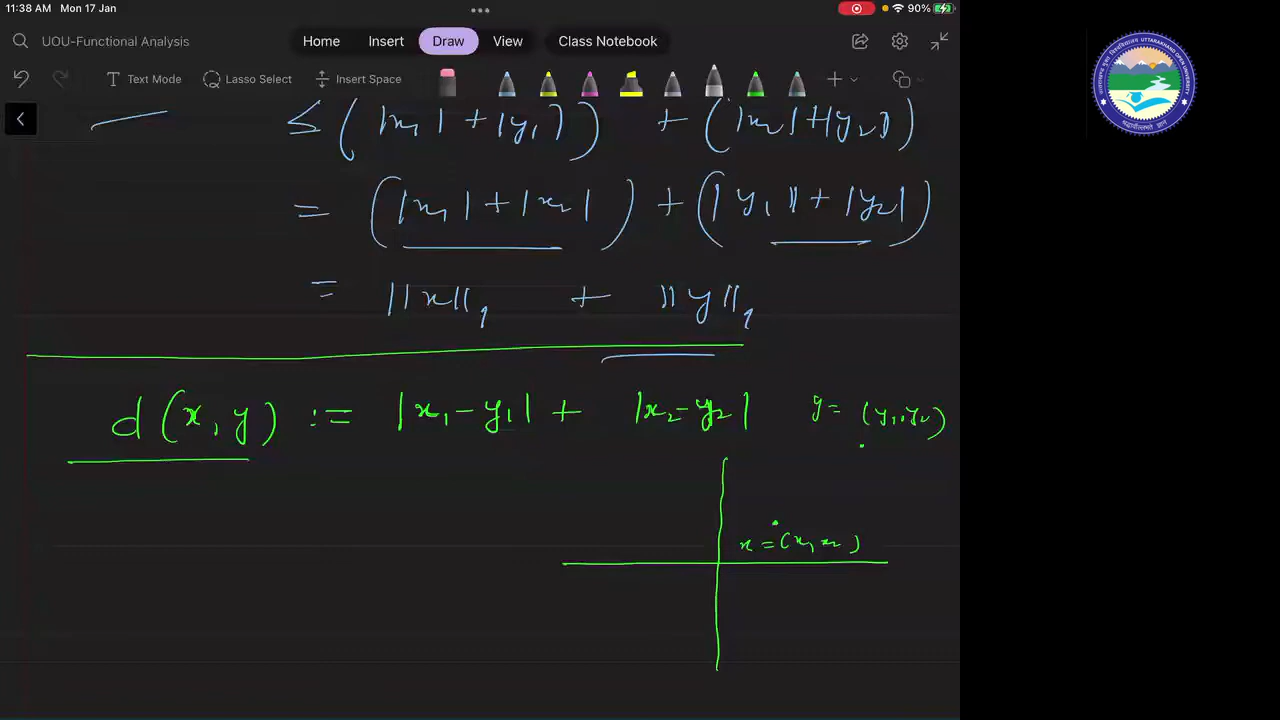 11:38 AM Mon 17 Jan 90%
UOU-Functional Analysis Home Insert Draw View Class Notebook
Text Mode Lasso Select Insert Space
≤ (|x₁| + |y₁|) + (|x₂| + |y₂|)
= (|x₁| + |x₂|) + (|y₁| + |y₂|)
= ||x||₁ + ||y||₁
d(x, y) := |x₁ - y₁| + |x₂ - y₂| y = (y₁, y₂)
x = (x₁, x₂)